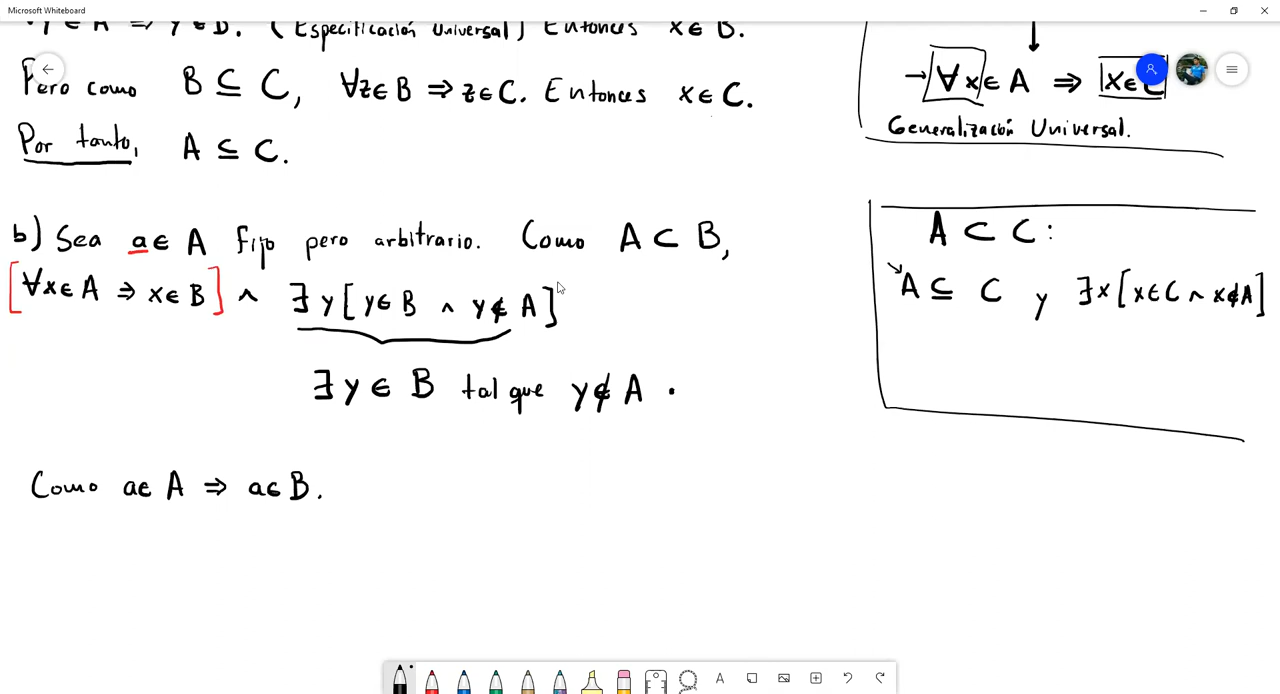 Microsoft Whiteboard
∀y∈A ⇒ y∈B. (Especificación Universal) Entonces x∈B.
Pero como B ⊆ C, ∀z∈B ⇒ z∈C. Entonces x∈C.
Por tanto, A ⊆ C.
→ ∀x∈A ⇒ x∈C
Generalización Universal.
b) Sea a∈A fijo pero arbitrario. Como A ⊂ B,
[∀x∈A ⇒ x∈B] ∧ ∃y[y∈B ∧ y∉A]
∃y∈B tal que y∉A.
Como a∈A ⇒ a∈B.
A ⊂ C:
A ⊆ C y ∃x[x∈C ∧ x∉A]